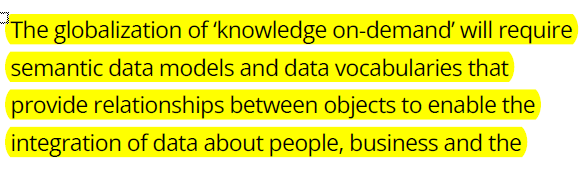 The globalization of ‘knowledge on-demand’ will require
semantic data models and data vocabularies that
provide relationships between objects to enable the
integration of data about people, business and the